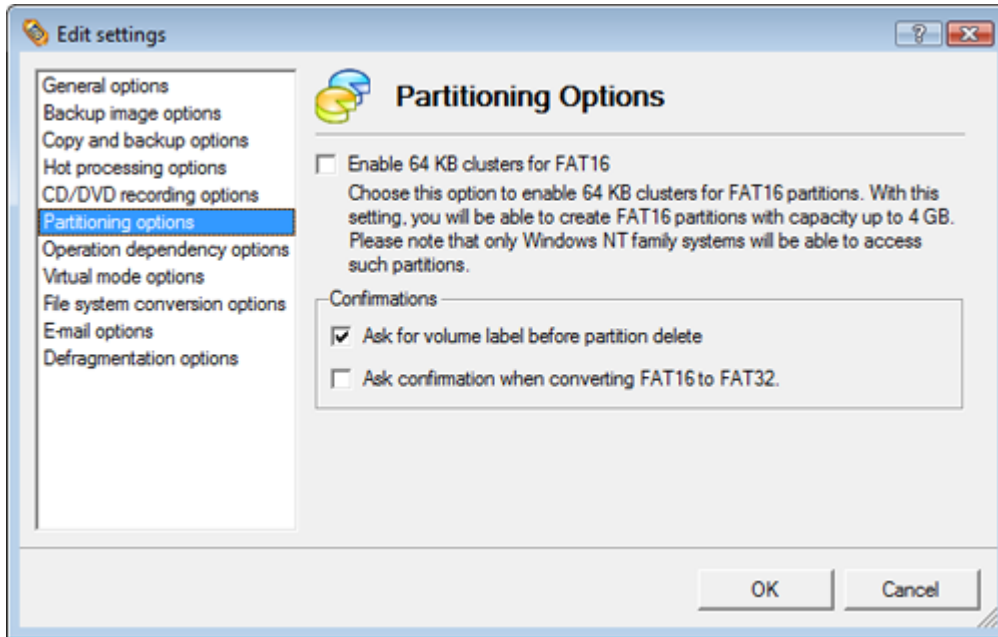 Edit settings
General options
Backup image options
Copy and backup options
Hot processing options
CD/DVD recording options
Partitioning options
Operation dependency options
Virtual mode options
File system conversion options
E-mail options
Defragmentation options
Partitioning Options
Enable 64 KB clusters for FAT16
Choose this option to enable 64 KB clusters for FAT16 partitions. With this
setting, you will be able to create FAT16 partitions with capacity up to 4 GB.
Please note that only Windows NT family systems will be able to access
such partitions.
Confirmations
Ask for volume label before partition delete
Ask confirmation when converting FAT16 to FAT32.
OK
Cancel